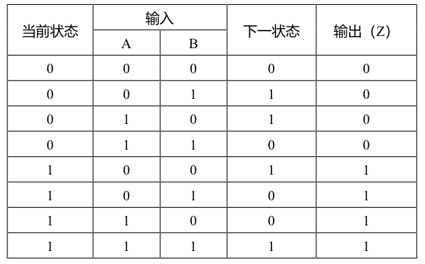 当前状态 输入 下一状态 输出（Z）
A B
0 0 0 0 0
0 0 1 1 0
0 1 0 1 0
0 1 1 0 0
1 0 0 1 1
1 0 1 0 1
1 1 0 0 1
1 1 1 1 1